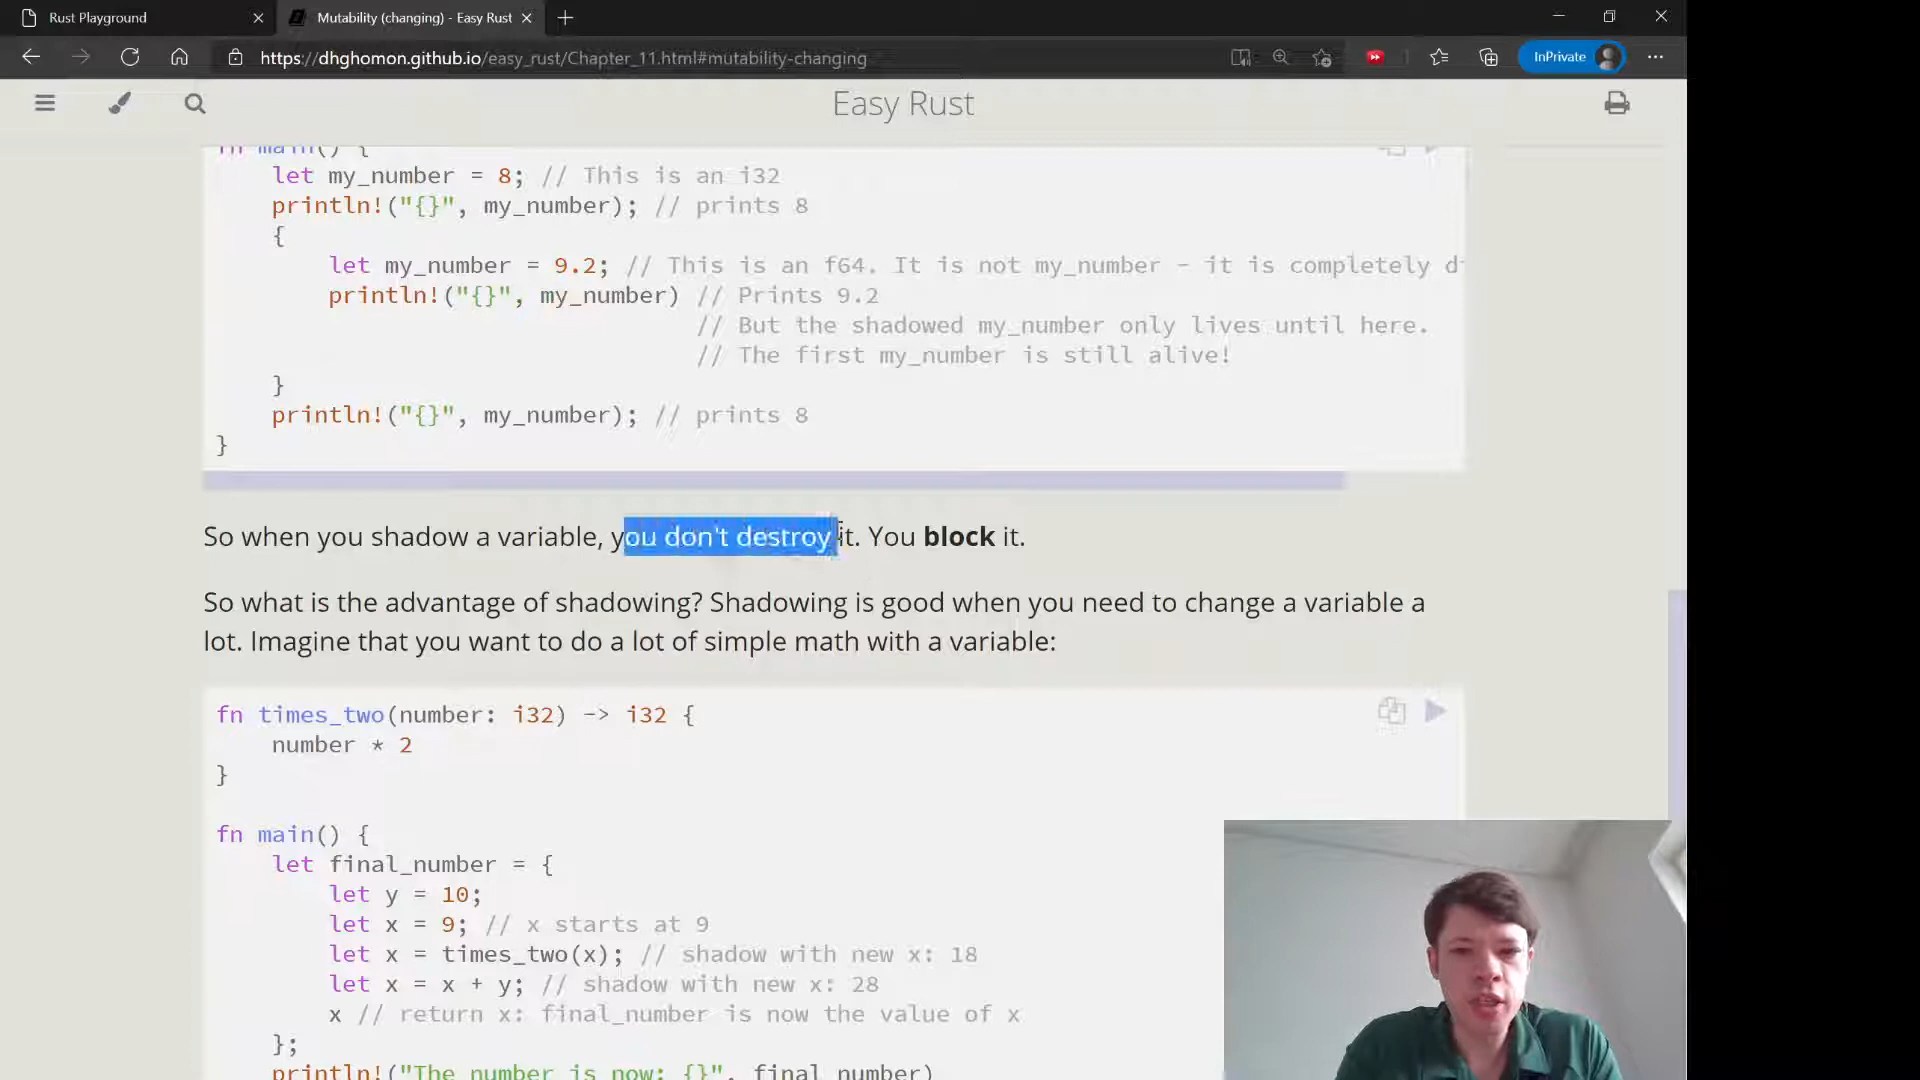 Rust Playground
Mutability (changing) - Easy Rust
https://dhghomon.github.io/easy_rust/Chapter_11.html#mutability-changing
InPrivate
Easy Rust
fn main() {
let my_number = 8; // This is an i32
println!("{}", my_number); // prints 8
{
let my_number = 9.2; // This is an f64. It is not my_number - it is completely
println!("{}", my_number) // Prints 9.2
// But the shadowed my_number only lives until here.
// The first my_number is still alive!
}
println!("{}", my_number); // prints 8
}
So when you shadow a variable, you don't destroy it. You block it.
So what is the advantage of shadowing? Shadowing is good when you need to change a variable a
lot. Imagine that you want to do a lot of simple math with a variable:
fn times_two(number: i32) -> i32 {
number * 2
}
fn main() {
let final_number = {
let y = 10;
let x = 9; // x starts at 9
let x = times_two(x); // shadow with new x: 18
let x = x + y; // shadow with new x: 28
x // return x: final_number is now the value of x
};
println!("The number is now: {}", final_number)